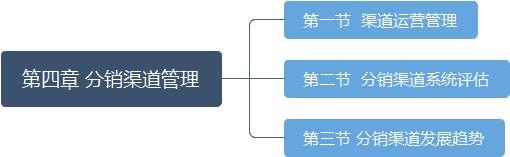 第四章 分销渠道管理
第一节  渠道运营管理
第二节  分销渠道系统评估
第三节 分销渠道发展趋势